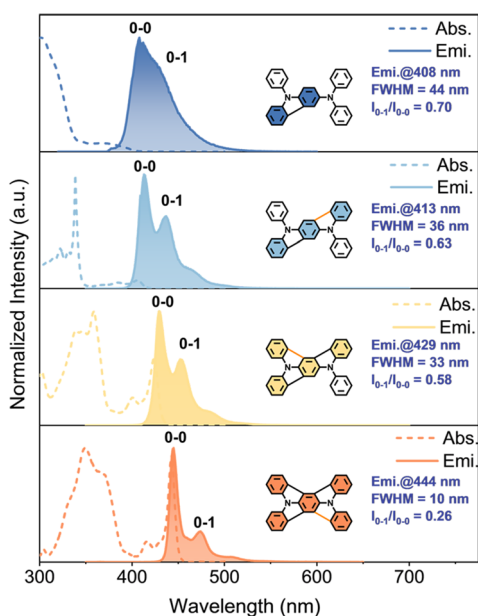 0-0
0-1
Abs.
Emi.
Emi.@408 nm
FWHM = 44 nm
I0-1/I0-0 = 0.70
N
N
0-0
0-1
Abs.
Emi.
Emi.@413 nm
FWHM = 36 nm
I0-1/I0-0 = 0.63
N
N
0-0
0-1
Abs.
Emi.
Emi.@429 nm
FWHM = 33 nm
I0-1/I0-0 = 0.58
N
N
0-0
0-1
Abs.
Emi.
Emi.@444 nm
FWHM = 10 nm
I0-1/I0-0 = 0.26
N
N
Normalized Intensity (a.u.)
300 400 500 600 700
Wavelength (nm)